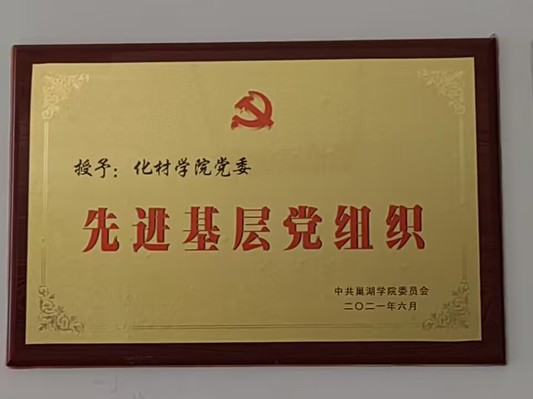 授予：化材学院党委
先进基层党组织
中共巢湖学院委员会
二〇二一年六月